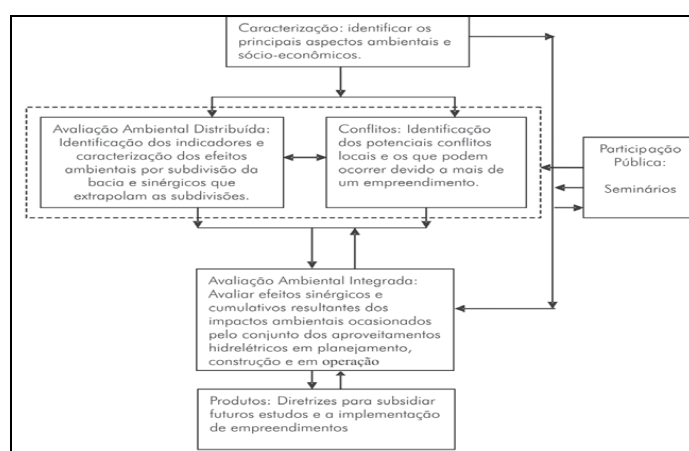 Caracterização: identificar os
principais aspectos ambientais e
sócio-econômicos.
Avaliação Ambiental Distribuída:
Identificação dos indicadores e
caracterização dos efeitos
ambientais por subdivisão da
bacia e sinérgicos que
extrapolam as subdivisões.
Conflitos: Identificação
dos potenciais conflitos
locais e os que podem
ocorrer devido a mais de
um empreendimento.
Participação
Pública:
Seminários
Avaliação Ambiental Integrada:
Avaliar efeitos sinérgicos e
cumulativos resultantes dos
impactos ambientais ocasionados
pelo conjunto dos aproveitamentos
hidrelétricos em planejamento,
construção e em operação
Produtos: Diretrizes para subsidiar
futuros estudos e a implementação
de empreendimentos